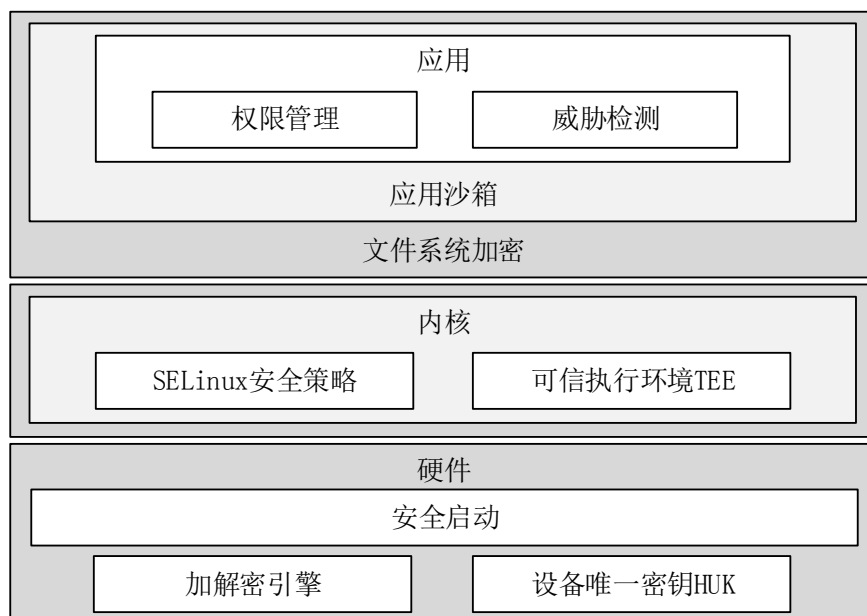 应用
权限管理
威胁检测
应用沙箱
文件系统加密
内核
SELinux安全策略
可信执行环境TEE
硬件
安全启动
加解密引擎
设备唯一密钥HUK